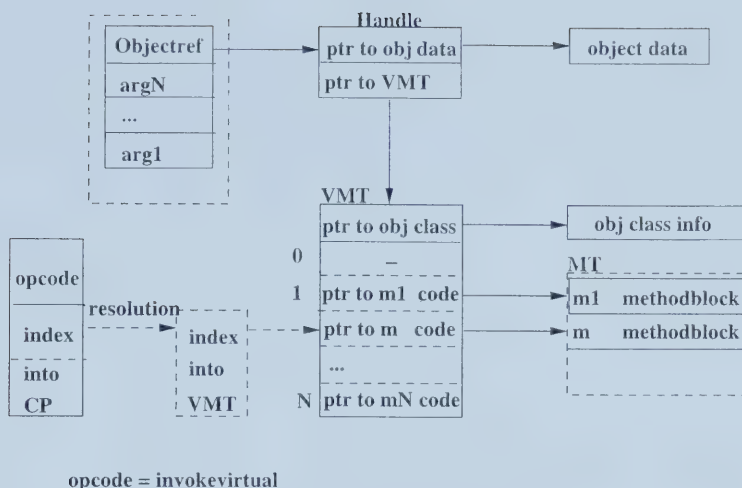 Handle
Objectref
argN
...
arg1
ptr to obj data
ptr to VMT
object data
VMT
ptr to obj class
obj class info
0
–
MT
1
ptr to m1 code
m1 methodblock
ptr to m code
m methodblock
...
N
ptr to mN code
opcode
index
into
CP
resolution
index
into
VMT
opcode = invokevirtual